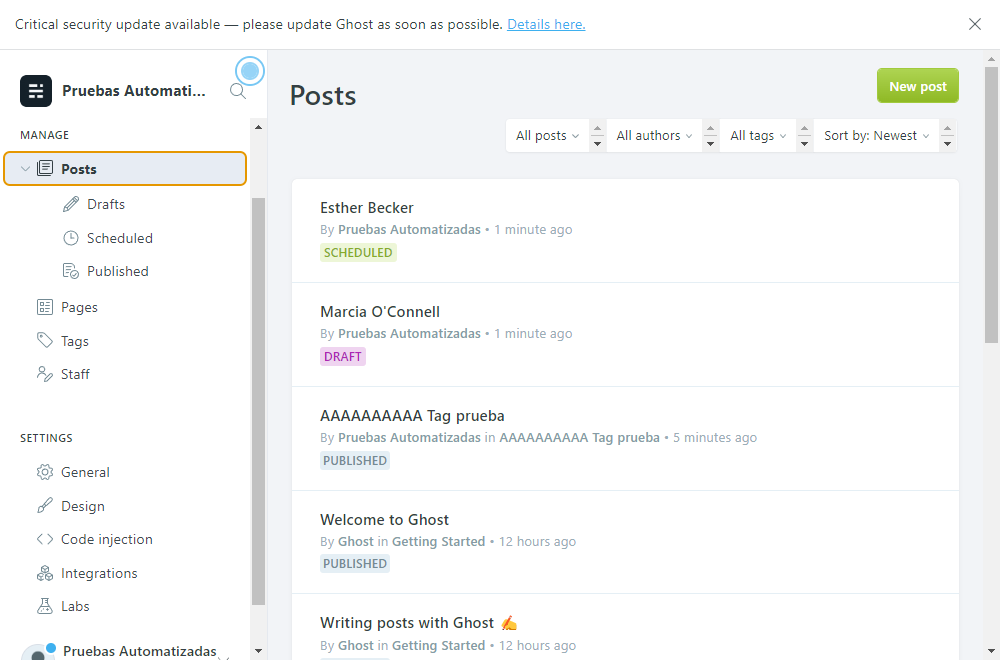 Critical security update available — please update Ghost as soon as possible. Details here.
Pruebas Automati...
MANAGE
Posts
Drafts
Scheduled
Published
Pages
Tags
Staff
SETTINGS
General
Design
Code injection
Integrations
Labs
Pruebas Automatizadas
Posts
New post
All posts
All authors
All tags
Sort by: Newest
Esther Becker
By Pruebas Automatizadas • 1 minute ago
SCHEDULED
Marcia O'Connell
By Pruebas Automatizadas • 1 minute ago
DRAFT
AAAAAAAAAA Tag prueba
By Pruebas Automatizadas in AAAAAAAAAA Tag prueba • 5 minutes ago
PUBLISHED
Welcome to Ghost
By Ghost in Getting Started • 12 hours ago
PUBLISHED
Writing posts with Ghost ✍️
By Ghost in Getting Started • 12 hours ago